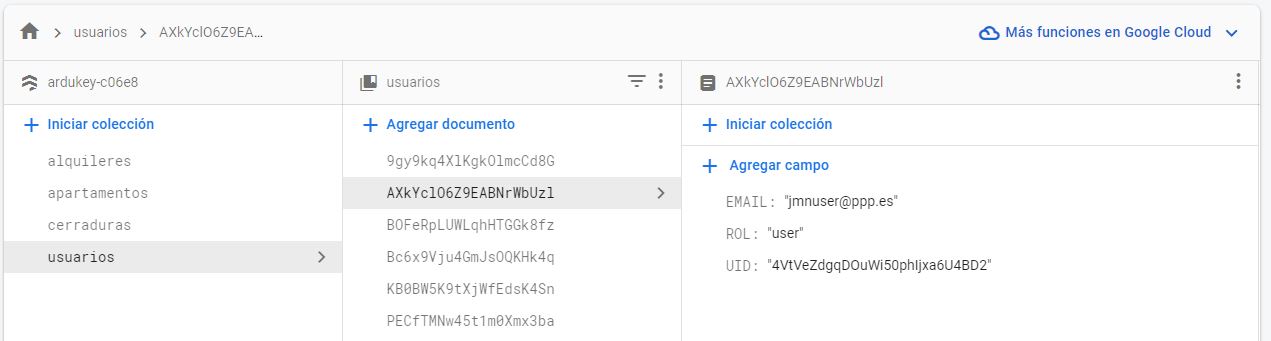 usuarios > AXkYclO6Z9EA...
Más funciones en Google Cloud
ardukey-c06e8
usuarios
AXkYclO6Z9EABNrWbUzl
Iniciar colección
alquileres
apartamentos
cerraduras
usuarios
Agregar documento
9gy9kq4XlKgkOlmcCd8G
AXkYclO6Z9EABNrWbUzl
BOFeRpLUWLqhHTGGk8fz
Bc6x9Vju4GmJsOQKHk4q
KB0BW5K9tXjWfEdsK4Sn
PECfTMNw45t1m0Xmx3ba
Iniciar colección
Agregar campo
EMAIL: "jmnuser@ppp.es"
ROL: "user"
UID: "4VtVeZdgqDOuWi50phIjxa6U4BD2"